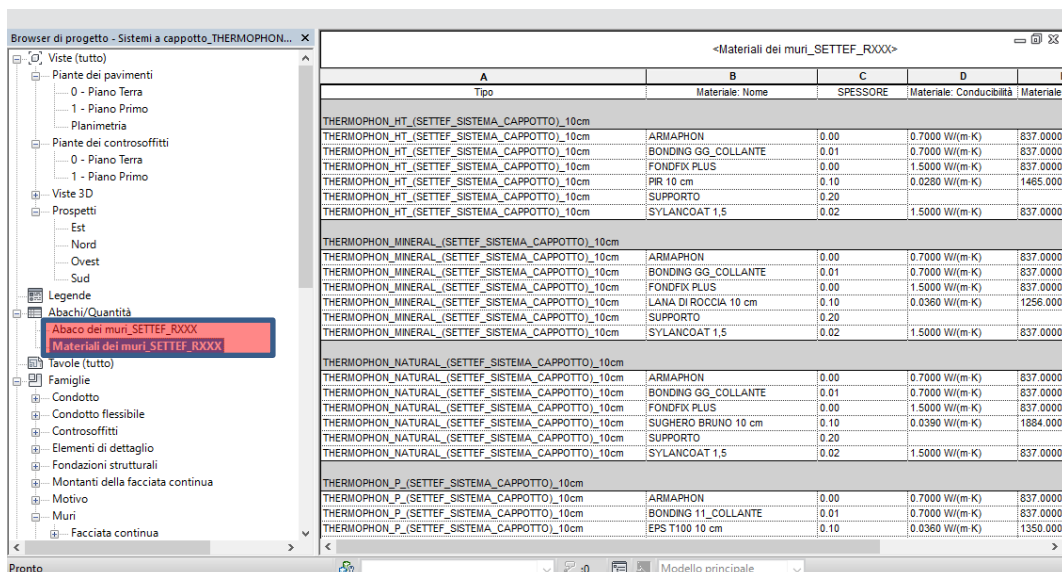 Browser di progetto - Sistemi a cappotto_THERMOPHON... X
Viste (tutto)
Piante dei pavimenti
0 - Piano Terra
1 - Piano Primo
Planimetria
Piante dei controsoffitti
0 - Piano Terra
1 - Piano Primo
Viste 3D
Prospetti
Est
Nord
Ovest
Sud
Legende
Abachi/Quantità
Abaco dei muri_SETTEF_RXXX
Materiali dei muri_SETTEF_RXXX
Tavole (tutto)
Famiglie
Condotto
Condotto flessibile
Controsoffitti
Elementi di dettaglio
Fondazioni strutturali
Montanti della facciata continua
Motivo
Muri
Facciata continua
<Materiali dei muri_SETTEF_RXXX>
A B C D
Tipo Materiale: Nome SPESSORE Materiale: Conducibilità Materiale
THERMOPHON_HT_(SETTEF_SISTEMA_CAPPOTTO)_10cm
THERMOPHON_HT_(SETTEF_SISTEMA_CAPPOTTO)_10cm ARMAPHON 0.00 0.7000 W/(m·K) 837.0000
THERMOPHON_HT_(SETTEF_SISTEMA_CAPPOTTO)_10cm BONDING GG_COLLANTE 0.01 0.7000 W/(m·K) 837.0000
THERMOPHON_HT_(SETTEF_SISTEMA_CAPPOTTO)_10cm FONDFIX PLUS 0.00 1.5000 W/(m·K) 837.0000
THERMOPHON_HT_(SETTEF_SISTEMA_CAPPOTTO)_10cm PIR 10 cm 0.10 0.0280 W/(m·K) 1465.000
THERMOPHON_HT_(SETTEF_SISTEMA_CAPPOTTO)_10cm SUPPORTO 0.20
THERMOPHON_HT_(SETTEF_SISTEMA_CAPPOTTO)_10cm SYLANCOAT 1,5 0.02 1.5000 W/(m·K) 837.0000
THERMOPHON_MINERAL_(SETTEF_SISTEMA_CAPPOTTO)_10cm
THERMOPHON_MINERAL_(SETTEF_SISTEMA_CAPPOTTO)_10cm ARMAPHON 0.00 0.7000 W/(m·K) 837.0000
THERMOPHON_MINERAL_(SETTEF_SISTEMA_CAPPOTTO)_10cm BONDING GG_COLLANTE 0.01 0.7000 W/(m·K) 837.0000
THERMOPHON_MINERAL_(SETTEF_SISTEMA_CAPPOTTO)_10cm FONDFIX PLUS 0.00 1.5000 W/(m·K) 837.0000
THERMOPHON_MINERAL_(SETTEF_SISTEMA_CAPPOTTO)_10cm LANA DI ROCCIA 10 cm 0.10 0.0360 W/(m·K) 1256.000
THERMOPHON_MINERAL_(SETTEF_SISTEMA_CAPPOTTO)_10cm SUPPORTO 0.20
THERMOPHON_MINERAL_(SETTEF_SISTEMA_CAPPOTTO)_10cm SYLANCOAT 1,5 0.02 1.5000 W/(m·K) 837.0000
THERMOPHON_NATURAL_(SETTEF_SISTEMA_CAPPOTTO)_10cm
THERMOPHON_NATURAL_(SETTEF_SISTEMA_CAPPOTTO)_10cm ARMAPHON 0.00 0.7000 W/(m·K) 837.0000
THERMOPHON_NATURAL_(SETTEF_SISTEMA_CAPPOTTO)_10cm BONDING GG_COLLANTE 0.01 0.7000 W/(m·K) 837.0000
THERMOPHON_NATURAL_(SETTEF_SISTEMA_CAPPOTTO)_10cm FONDFIX PLUS 0.00 1.5000 W/(m·K) 837.0000
THERMOPHON_NATURAL_(SETTEF_SISTEMA_CAPPOTTO)_10cm SUGHERO BRUNO 10 cm 0.10 0.0390 W/(m·K) 1884.000
THERMOPHON_NATURAL_(SETTEF_SISTEMA_CAPPOTTO)_10cm SUPPORTO 0.20
THERMOPHON_NATURAL_(SETTEF_SISTEMA_CAPPOTTO)_10cm SYLANCOAT 1,5 0.02 1.5000 W/(m·K) 837.0000
THERMOPHON_P_(SETTEF_SISTEMA_CAPPOTTO)_10cm
THERMOPHON_P_(SETTEF_SISTEMA_CAPPOTTO)_10cm ARMAPHON 0.00 0.7000 W/(m·K) 837.0000
THERMOPHON_P_(SETTEF_SISTEMA_CAPPOTTO)_10cm BONDING 11_COLLANTE 0.01 0.7000 W/(m·K) 837.0000
THERMOPHON_P_(SETTEF_SISTEMA_CAPPOTTO)_10cm EPS T100 10 cm 0.10 0.0360 W/(m·K) 1350.000
Pronto :0 Modello principale